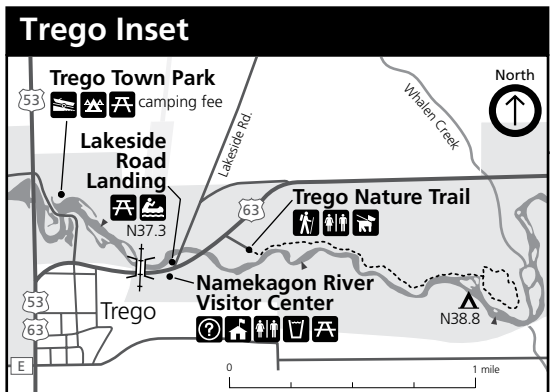 Trego Inset
Trego Town Park
camping fee
53
North
Whalen Creek
Lakeside Rd.
Lakeside
Road
Landing
N37.3
63
Trego Nature Trail
Namekagon River
Visitor Center
?
Trego
53
63
N38.8
E
0
1 mile